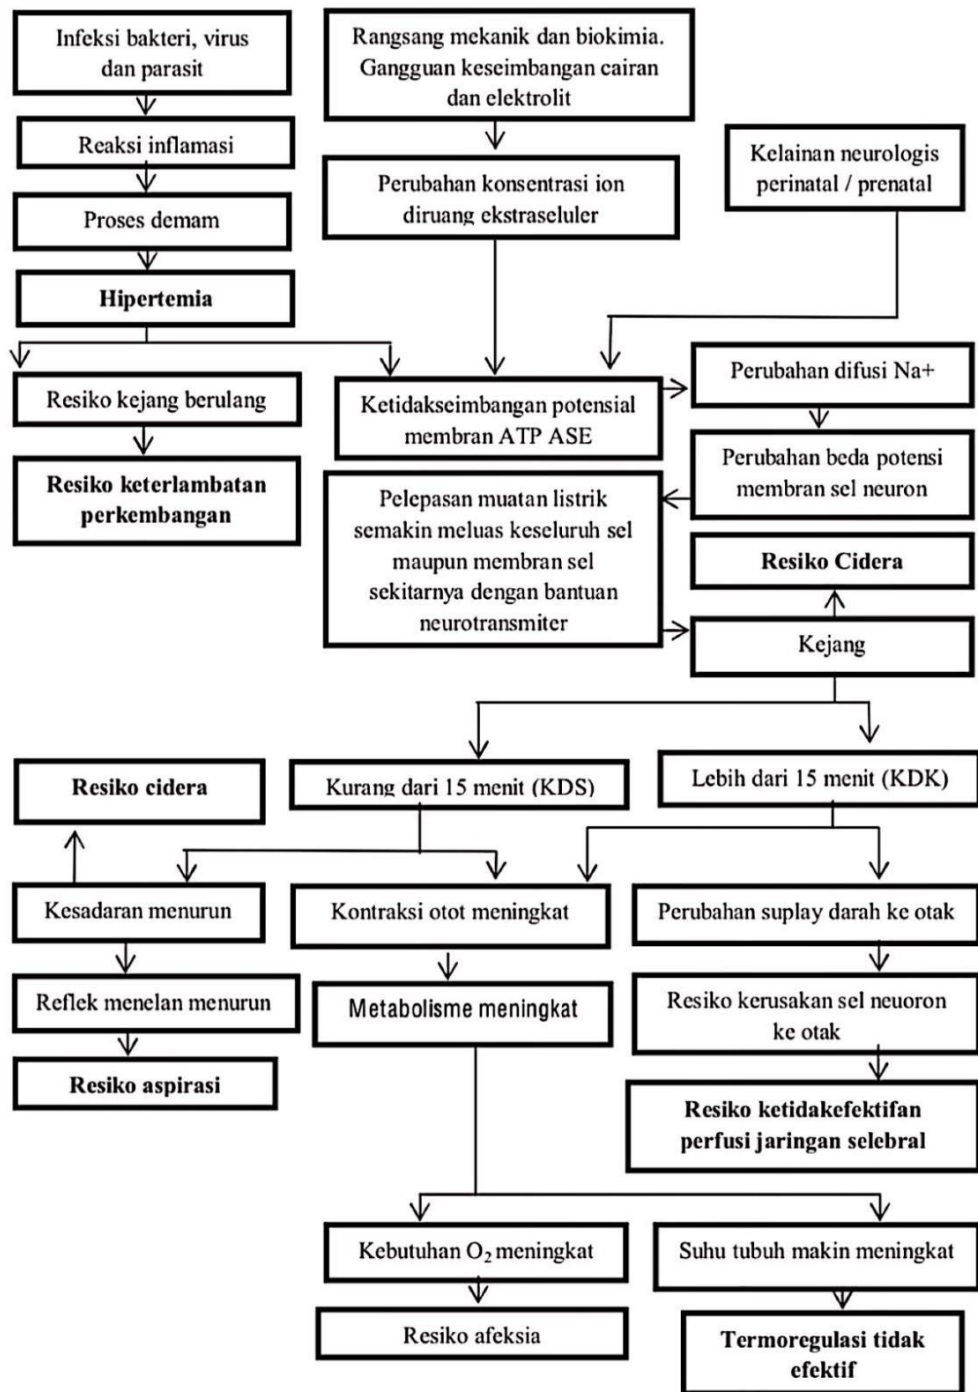 Infeksi bakteri, virus
dan parasit
Rangsang mekanik dan biokimia.
Gangguan keseimbangan cairan
dan elektrolit
Reaksi inflamasi
Kelainan neurologis
perinatal / prenatal
Perubahan konsentrasi ion
diruang ekstraseluler
Proses demam
Hipertemia
Resiko kejang berulang
Ketidakseimbangan potensial
membran ATP ASE
Perubahan difusi Na+
Resiko keterlambatan
perkembangan
Perubahan beda potensi
membran sel neuron
Pelepasan muatan listrik
semakin meluas keseluruh sel
maupun membran sel
sekitarnya dengan bantuan
neurotransmiter
Resiko Cidera
Kejang
Resiko cidera
Kurang dari 15 menit (KDS)
Lebih dari 15 menit (KDK)
Kesadaran menurun
Kontraksi otot meningkat
Perubahan suplay darah ke otak
Reflek menelan menurun
Metabolisme meningkat
Resiko kerusakan sel neuoron
ke otak
Resiko aspirasi
Resiko ketidakefektifan
perfusi jaringan selebral
Kebutuhan O₂ meningkat
Suhu tubuh makin meningkat
Resiko afeksia
Termoregulasi tidak
efektif